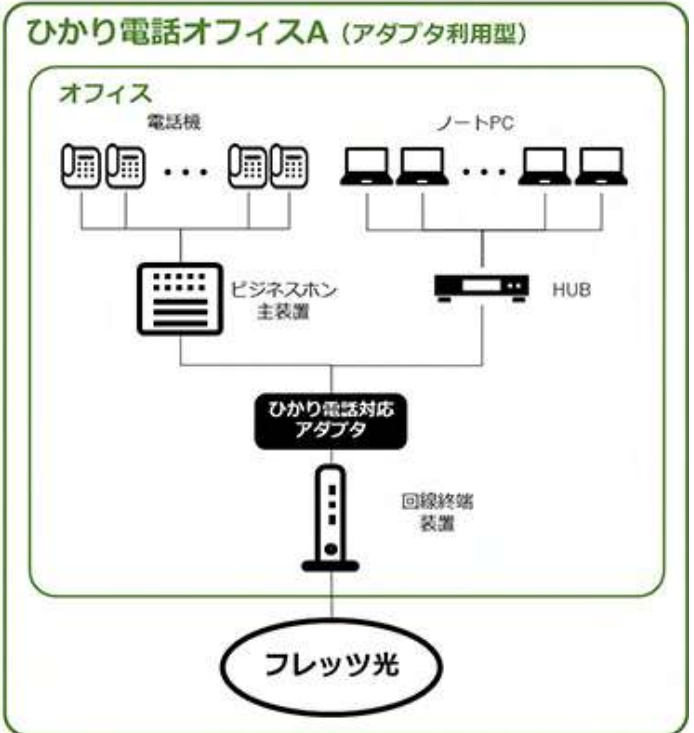 ひかり電話オフィスA（アダプタ利用型）
オフィス
電話機
ノートPC
ビジネスホン
主装置
HUB
ひかり電話対応
アダプタ
回線終端
装置
フレッツ光